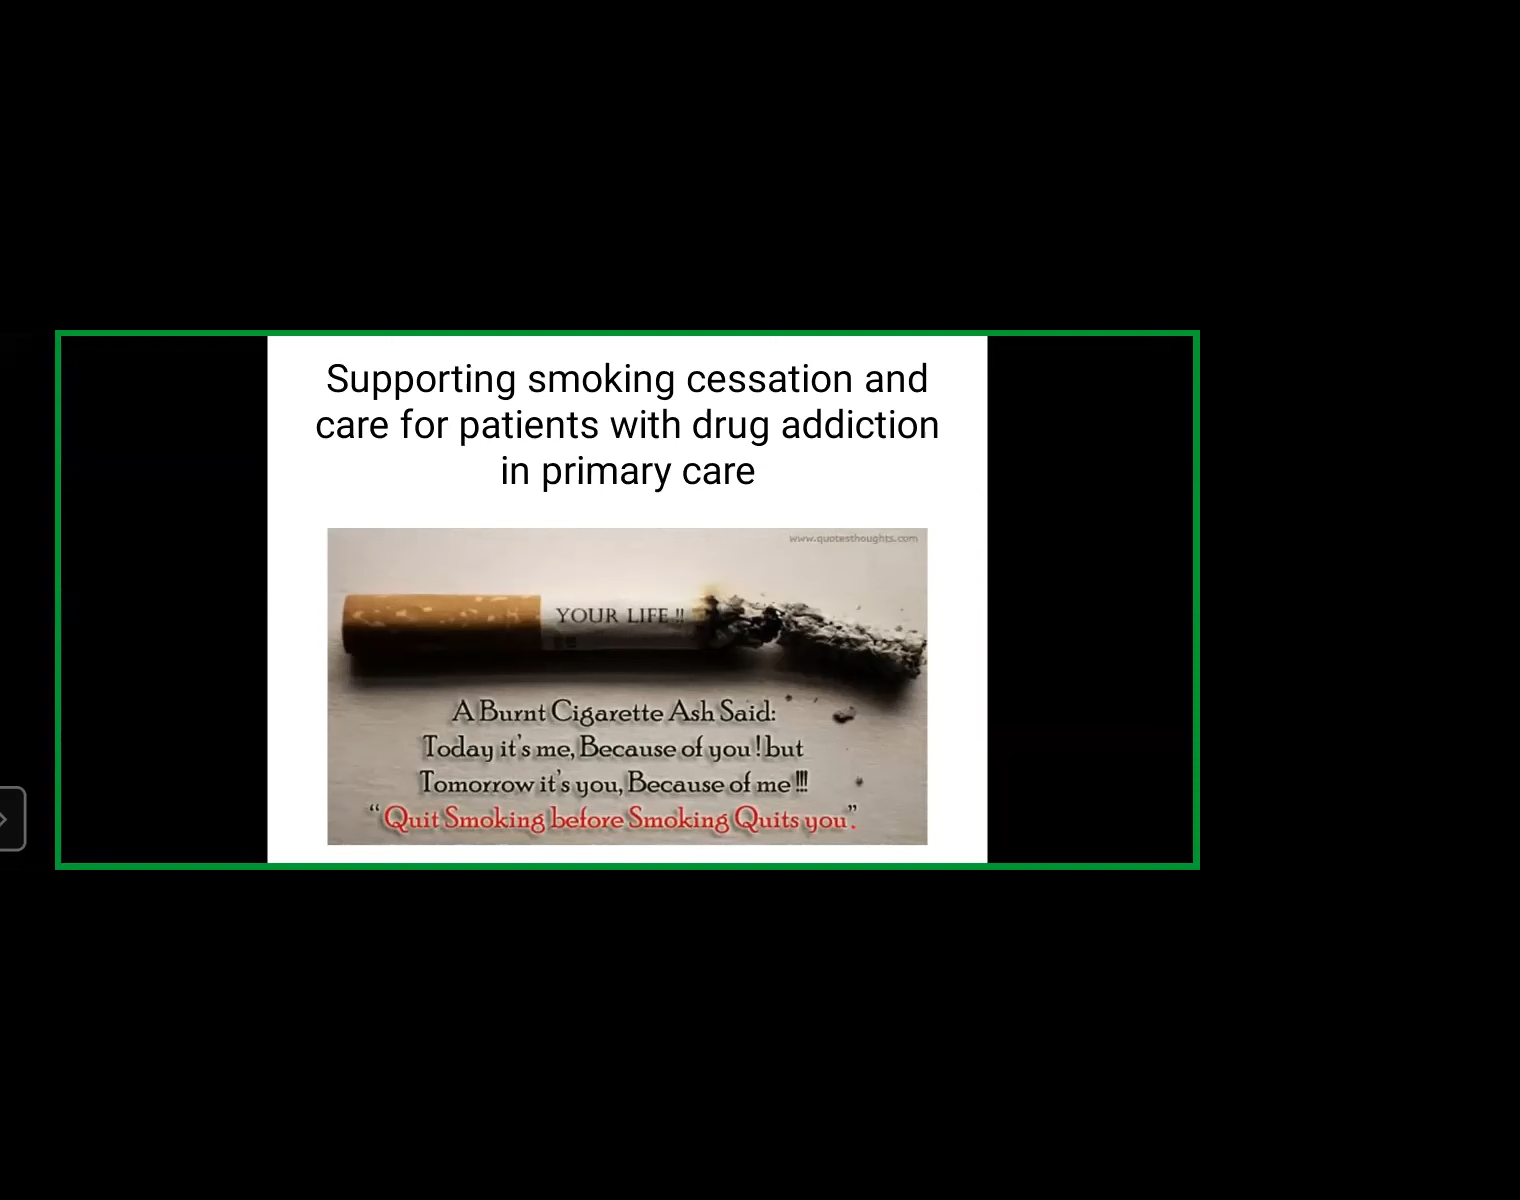 Supporting smoking cessation and
care for patients with drug addiction
in primary care
www.quotesthoughts.com
YOUR LIFE !!
A Burnt Cigarette Ash Said:
Today it's me, Because of you ! but
Tomorrow it's you, Because of me !!!
“Quit Smoking before Smoking Quits you”.